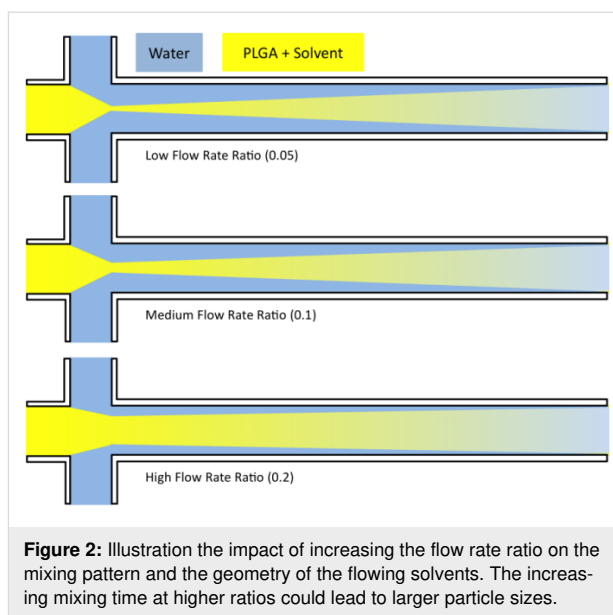 Water
PLGA + Solvent
Low Flow Rate Ratio (0.05)
Medium Flow Rate Ratio (0.1)
High Flow Rate Ratio (0.2)
Figure 2: Illustration the impact of increasing the flow rate ratio on the
mixing pattern and the geometry of the flowing solvents. The increas-
ing mixing time at higher ratios could lead to larger particle sizes.